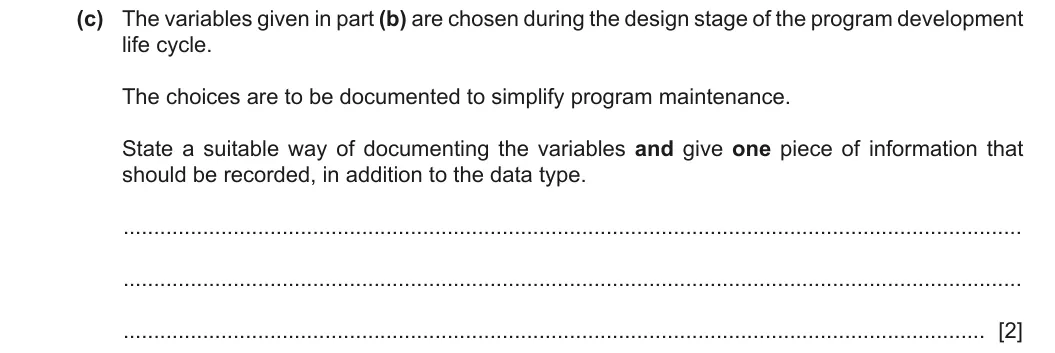 (c) The variables given in part (b) are chosen during the design stage of the program development
life cycle.
The choices are to be documented to simplify program maintenance.
State a suitable way of documenting the variables and give one piece of information that
should be recorded, in addition to the data type.
...................................................................................................................................................
...................................................................................................................................................
............................................................................................................................................. [2]